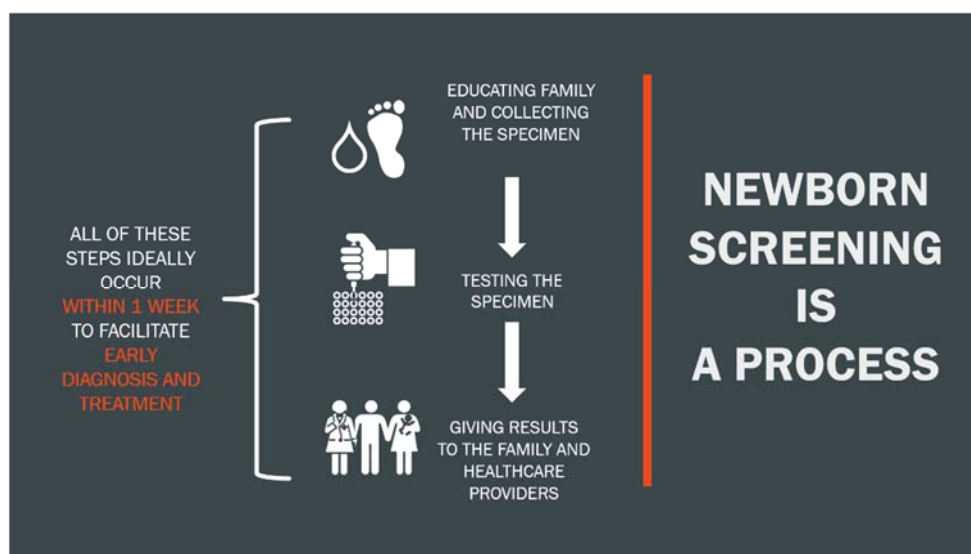 ALL OF THESE
STEPS IDEALLY
OCCUR
WITHIN 1 WEEK
TO FACILITATE
EARLY
DIAGNOSIS AND
TREATMENT
EDUCATING FAMILY
AND COLLECTING
THE SPECIMEN
TESTING THE
SPECIMEN
GIVING RESULTS
TO THE FAMILY AND
HEALTHCARE
PROVIDERS
NEWBORN
SCREENING
IS
A PROCESS